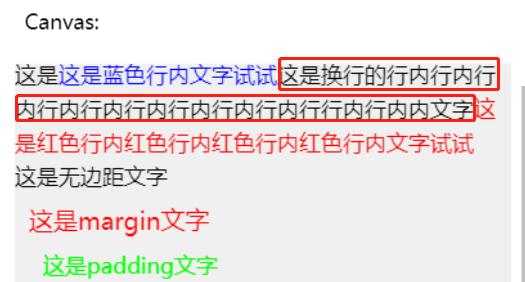 Canvas:
这是这是蓝色行内文字试试这是换行的行内行内行
内行内行内行内行内行内行内行行内行内内文字这
是红色行内红色行内红色行内红色行内文字试试
这是无边距文字
这是margin文字
这是padding文字